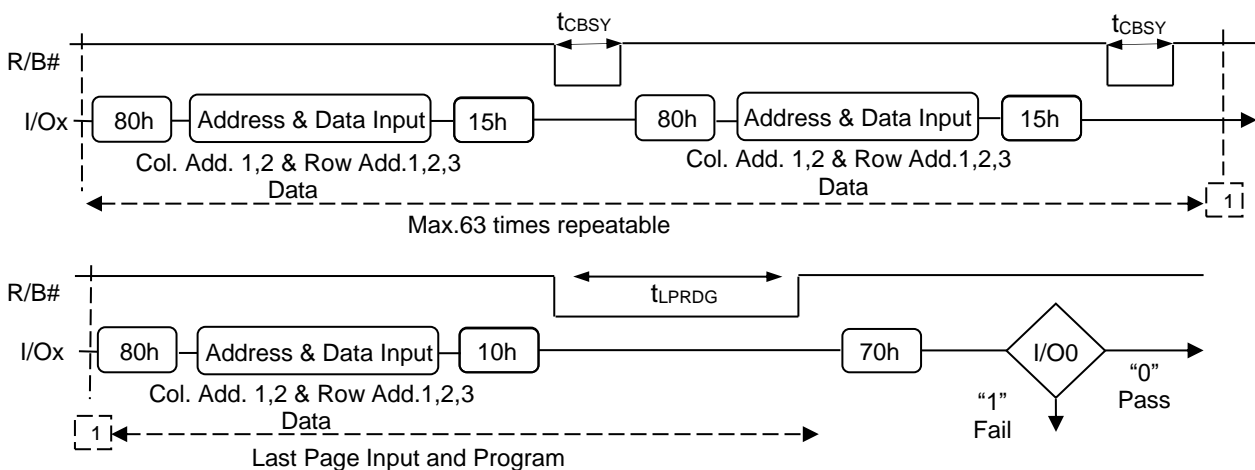 tCBSY tCBSY
R/B#
I/Ox 80h Address & Data Input 15h 80h Address & Data Input 15h
Col. Add. 1,2 & Row Add.1,2,3 Col. Add. 1,2 & Row Add.1,2,3
Data Data
1
Max.63 times repeatable
R/B# tLPRDG
I/Ox 80h Address & Data Input 10h 70h I/O0
Col. Add. 1,2 & Row Add.1,2,3 “1” “0”
1 Data Fail Pass
Last Page Input and Program